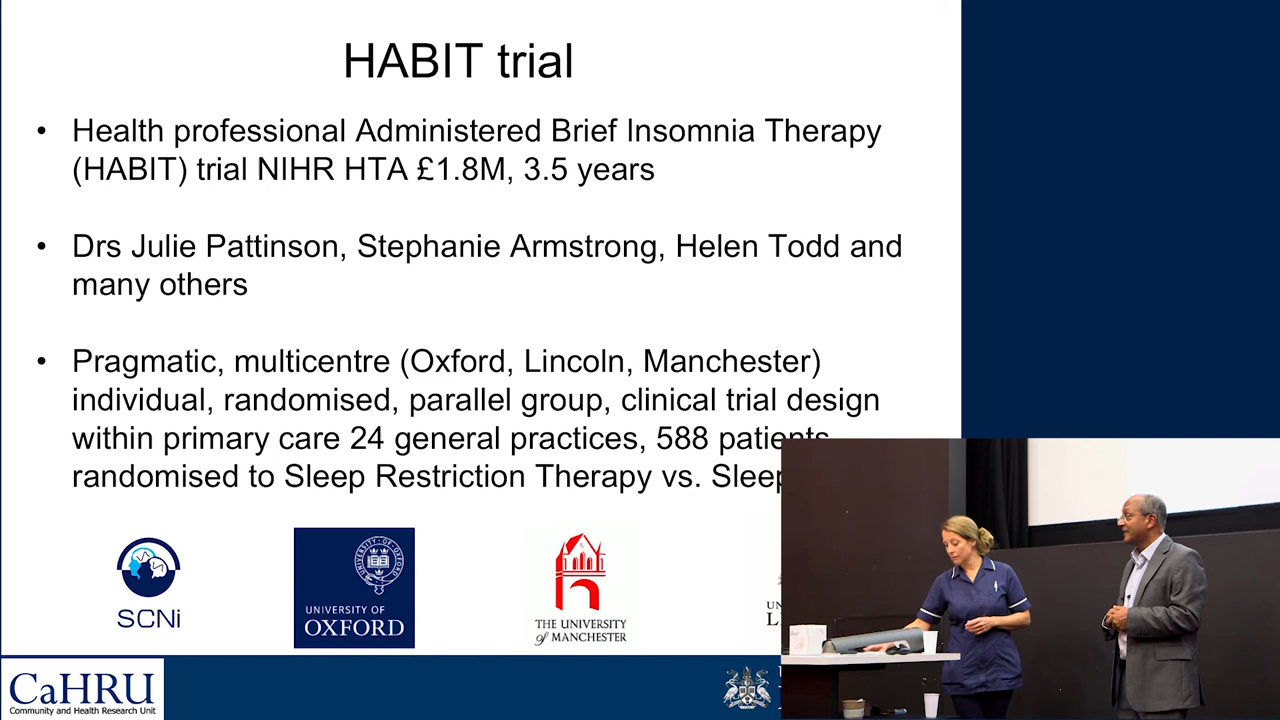 HABIT trial
• Health professional Administered Brief Insomnia Therapy
(HABIT) trial NIHR HTA £1.8M, 3.5 years
• Drs Julie Pattinson, Stephanie Armstrong, Helen Todd and
many others
• Pragmatic, multicentre (Oxford, Lincoln, Manchester)
individual, randomised, parallel group, clinical trial design
within primary care 24 general practices, 588 patients
randomised to Sleep Restriction Therapy vs. Sleep
SCNi
UNIVERSITY OF
OXFORD
THE UNIVERSITY
of MANCHESTER
CaHRU
Community and Health Research Unit